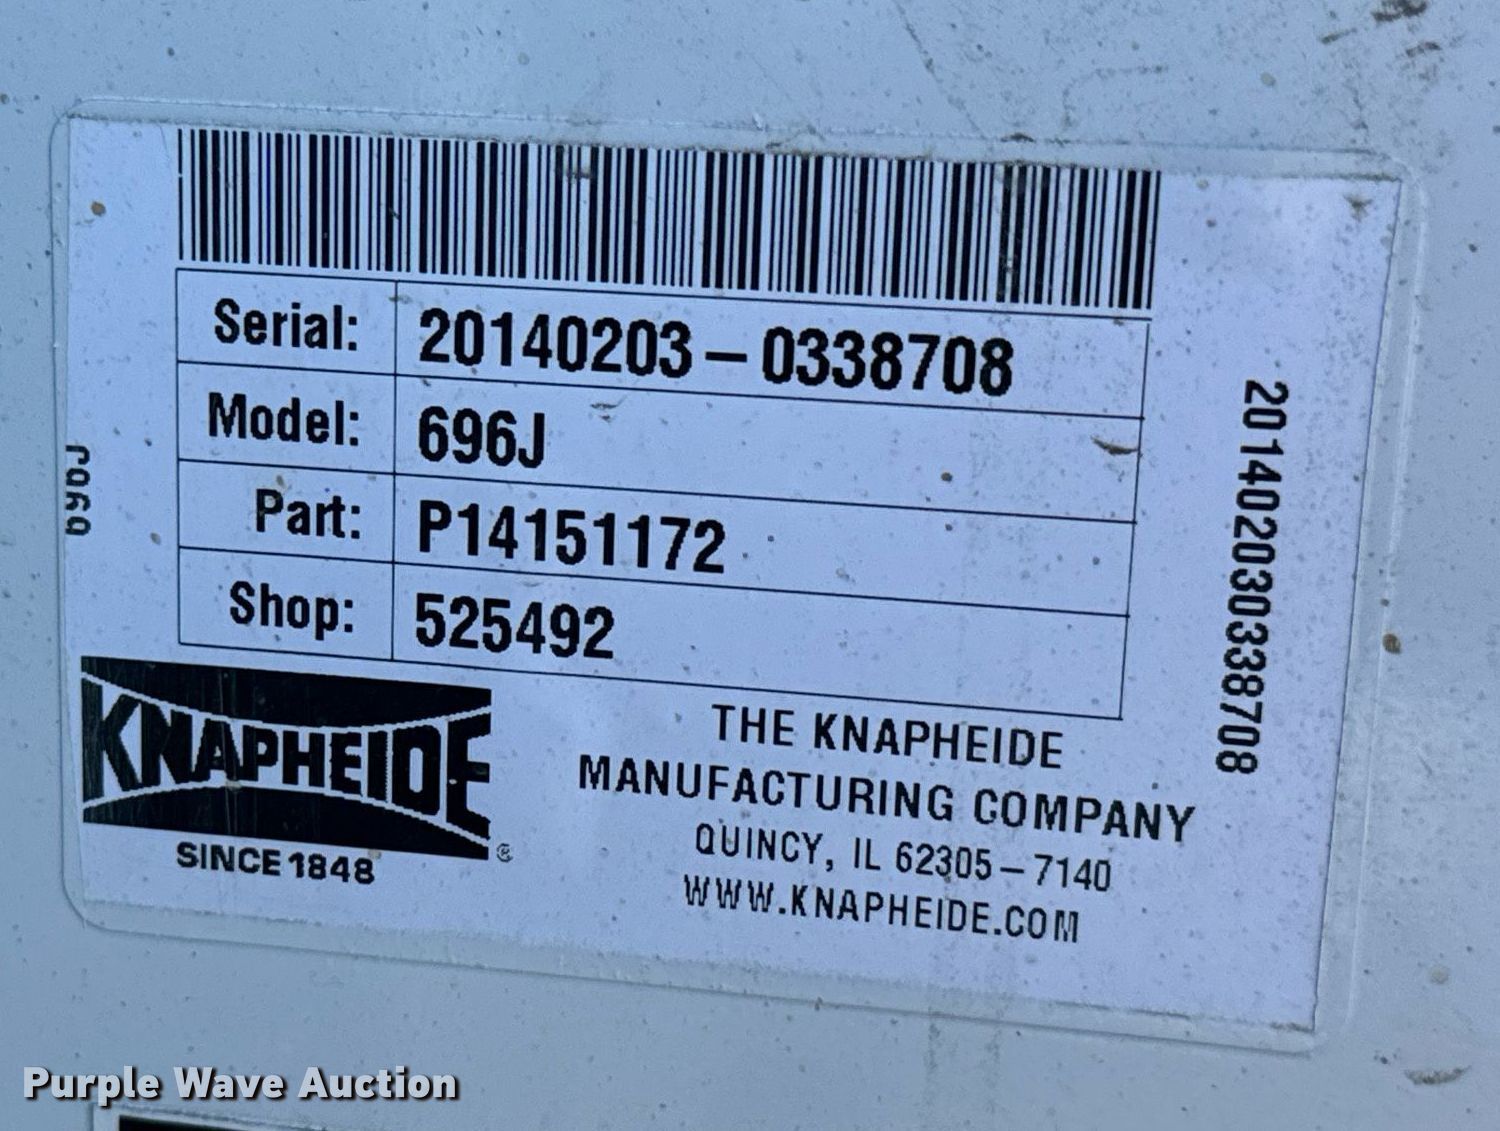 Serial: 20140203-0338708
Model: 696J
Part: P14151172
Shop: 525492
696J
201402030338708
KNAPHEIDE
®
SINCE 1848
THE KNAPHEIDE
MANUFACTURING COMPANY
QUINCY, IL 62305-7140
WWW.KNAPHEIDE.COM
Purple Wave Auction